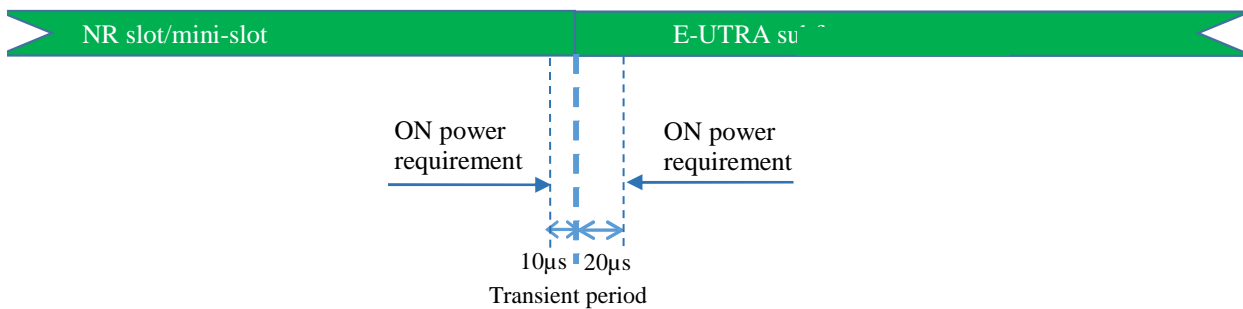 NR slot/mini-slot
E-UTRA
ON power
requirement
ON power
requirement
10µs
20µs
Transient period